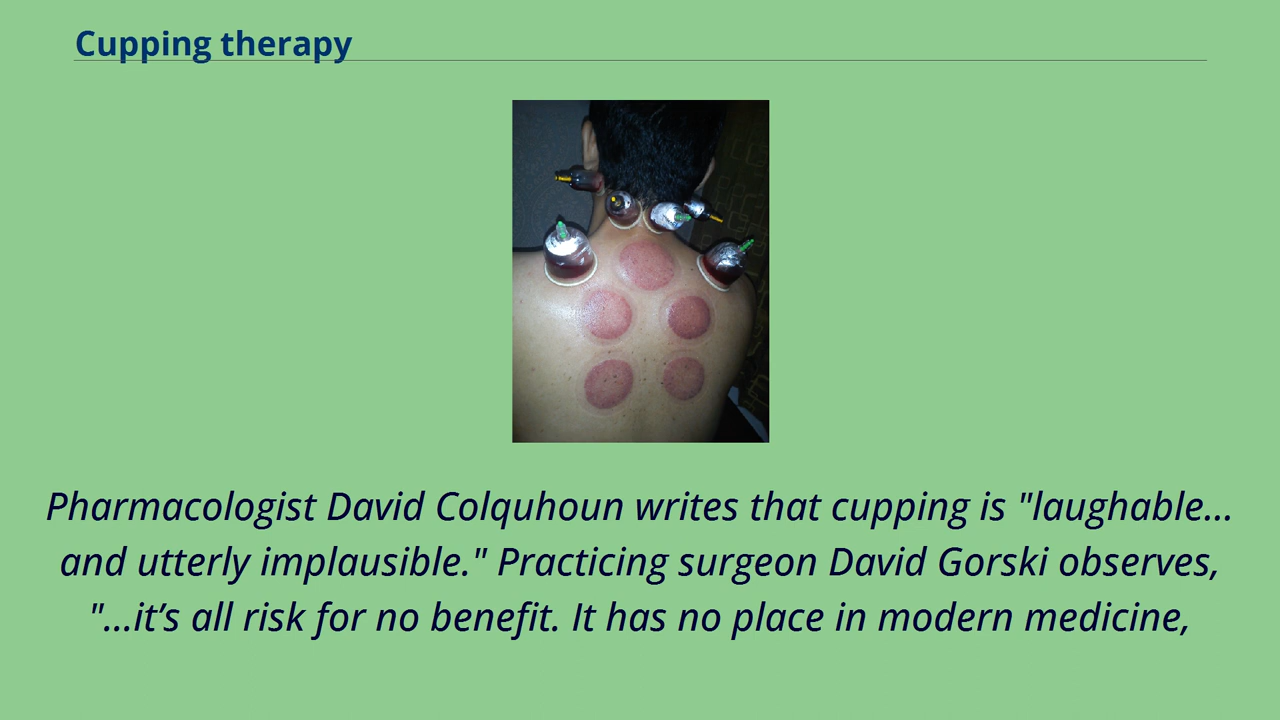 Cupping therapy
Pharmacologist David Colquhoun writes that cupping is "laughable...
and utterly implausible." Practicing surgeon David Gorski observes,
"...it’s all risk for no benefit. It has no place in modern medicine,